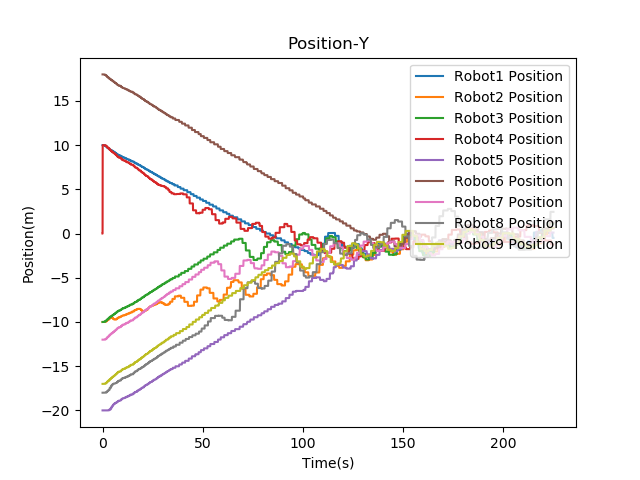 Position-Y
Robot1 Position
Robot2 Position
Robot3 Position
Robot4 Position
Robot5 Position
Robot6 Position
Robot7 Position
Robot8 Position
Robot9 Position
Position(m)
15
10
5
0
−5
−10
−15
−20
0
50
100
150
200
Time(s)